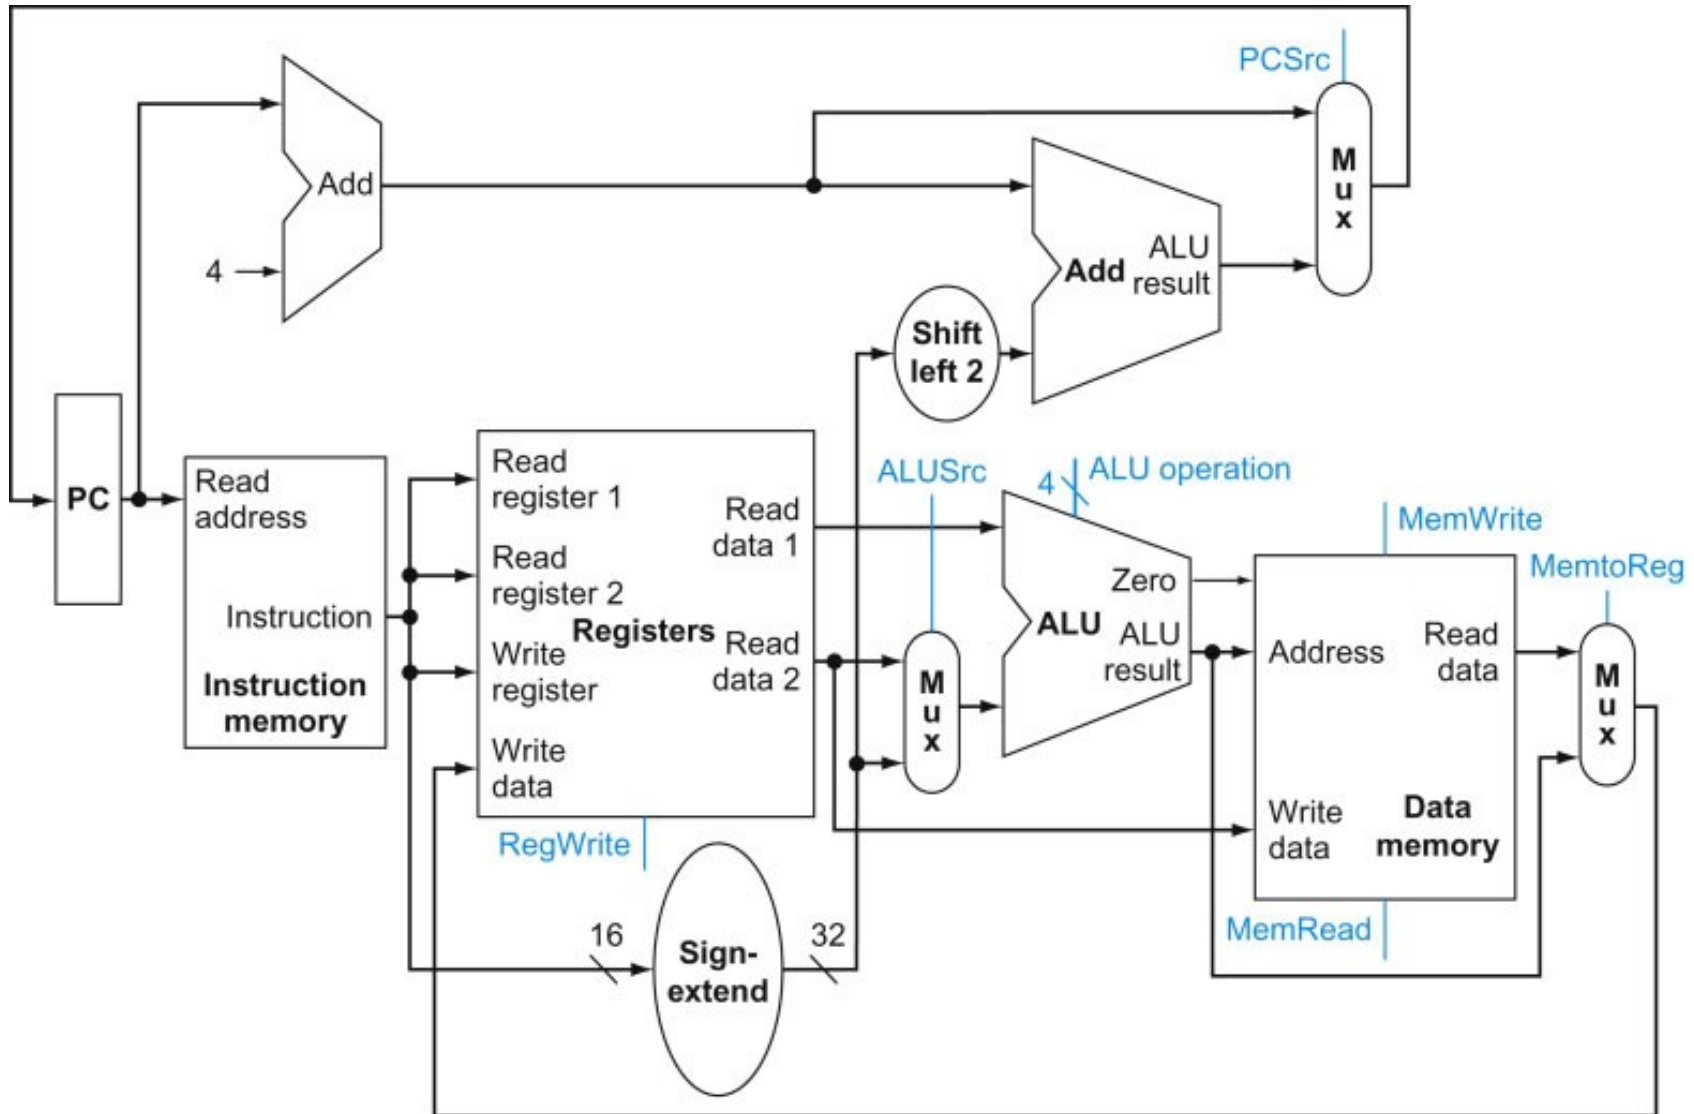 PCSrc
M
u
x
Add
4
Add
ALU
result
Shift
left 2
PC
Read
address
Instruction
Instruction
memory
Read
register 1
Read
register 2
Write
register
Write
data
Registers
Read
data 1
Read
data 2
RegWrite
16
Sign-
extend
32
ALUSrc
M
u
x
4
ALU operation
Zero
ALU
ALU
result
MemWrite
Address
Read
data
Write
data
Data
memory
MemRead
MemtoReg
M
u
x